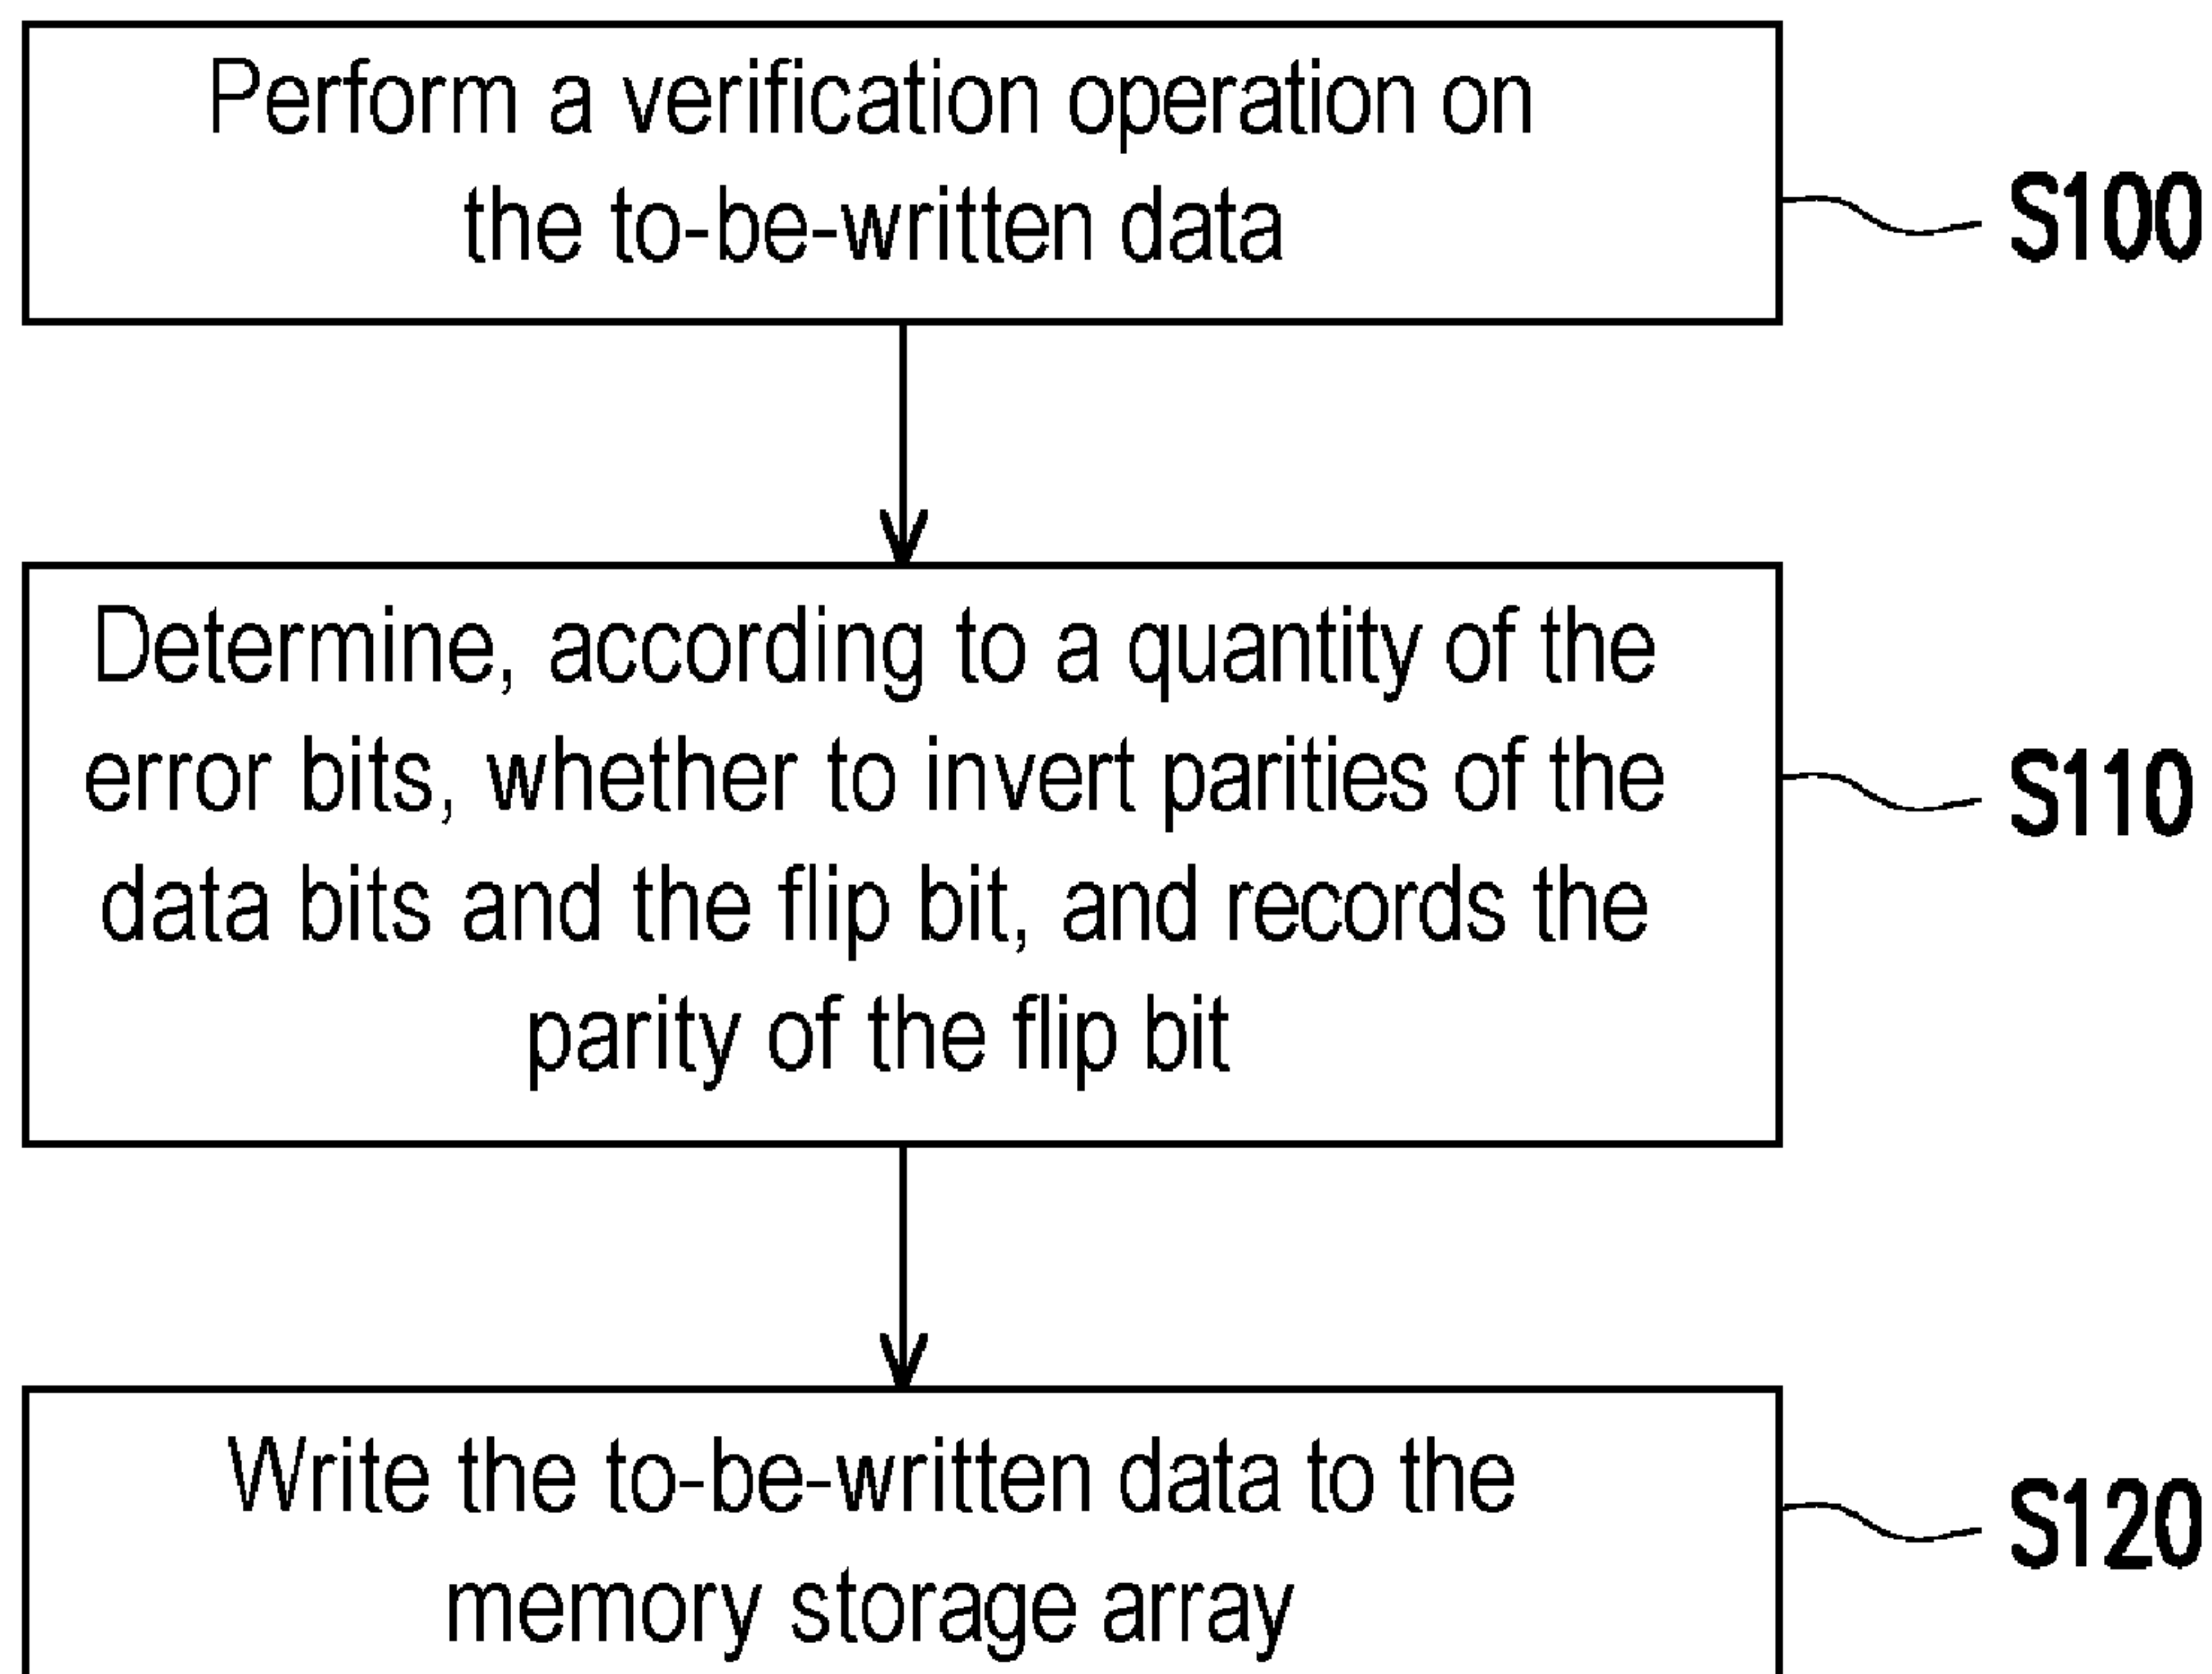 Perform a verification operation on
the to-be-written data
S100
Determine, according to a quantity of the
error bits, whether to invert parities of the
data bits and the flip bit, and records the
parity of the flip bit
S110
Write the to-be-written data to the
memory storage array
S120